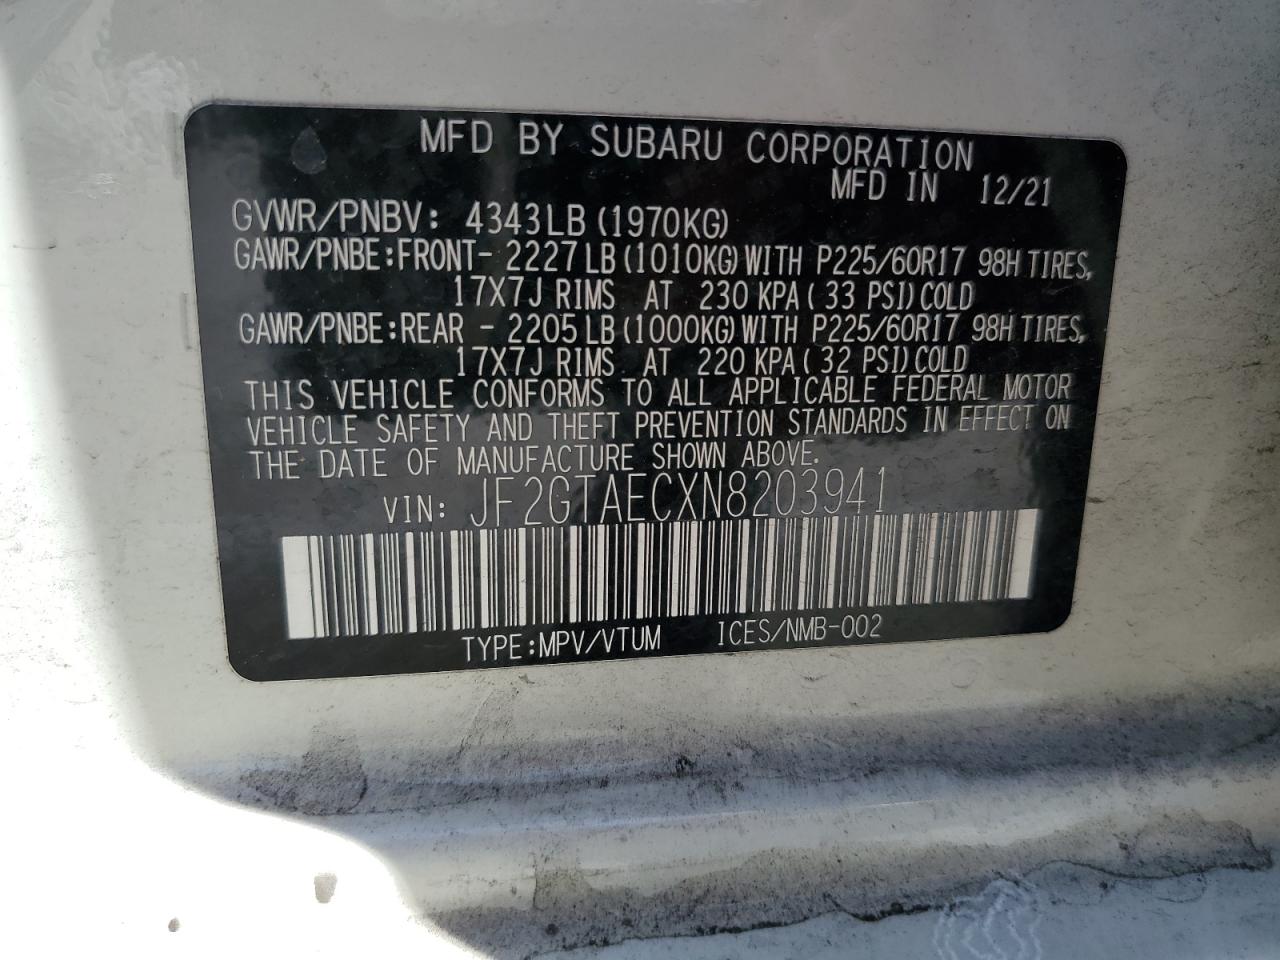 MFD BY SUBARU CORPORATION
MFD IN 12/21
GVWR/PNBV: 4343LB (1970KG)
GAWR/PNBE:FRONT- 2227LB (1010KG) WITH P225/60R17 98H TIRES,
17X7J RIMS AT 230 KPA (33 PSI) COLD
GAWR/PNBE:REAR - 2205LB (1000KG) WITH P225/60R17 98H TIRES,
17X7J RIMS AT 220 KPA (32 PSI) COLD
THIS VEHICLE CONFORMS TO ALL APPLICABLE FEDERAL MOTOR
VEHICLE SAFETY AND THEFT PREVENTION STANDARDS IN EFFECT ON
THE DATE OF MANUFACTURE SHOWN ABOVE.
VIN: JF2GTAECXN8203941
TYPE:MPV/VTUM ICES/NMB-002